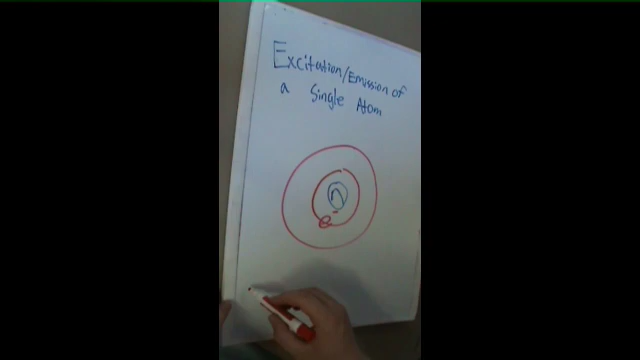 Excitation/Emission of
a Single Atom
n
e-